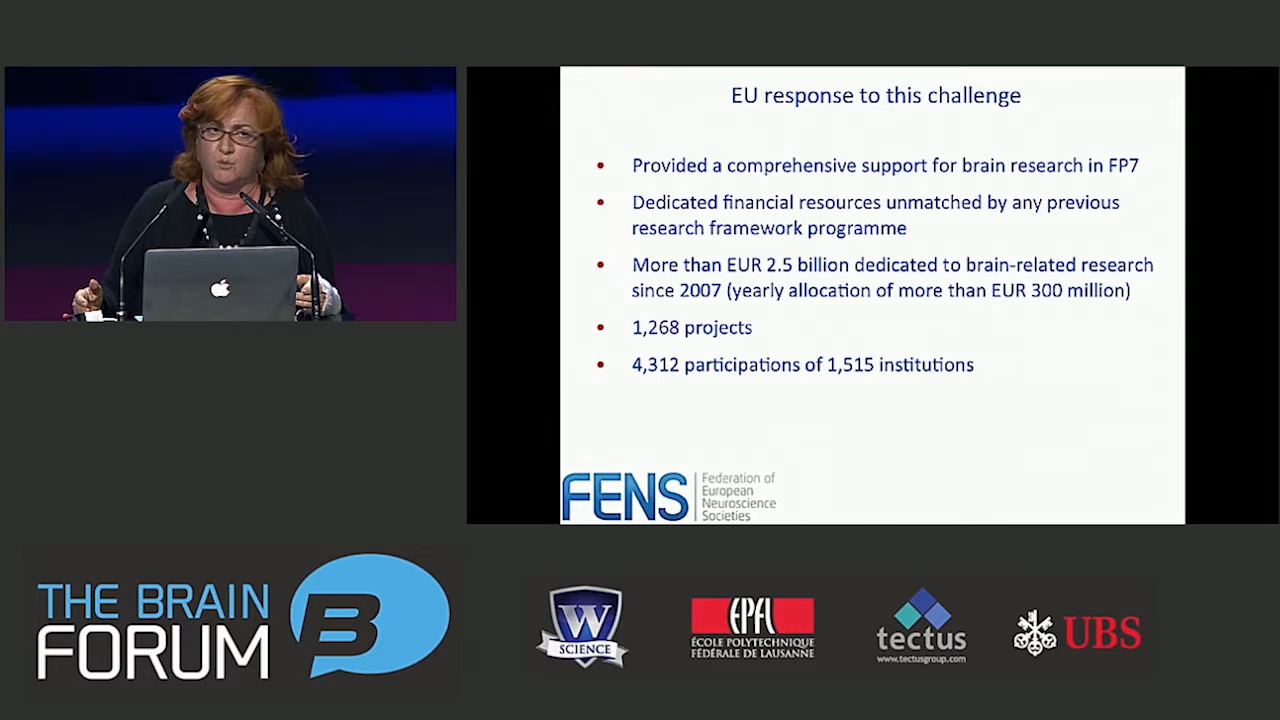 EU response to this challenge
• Provided a comprehensive support for brain research in FP7
• Dedicated financial resources unmatched by any previous
research framework programme
• More than EUR 2.5 billion dedicated to brain-related research
since 2007 (yearly allocation of more than EUR 300 million)
• 1,268 projects
• 4,312 participations of 1,515 institutions
FENS
Federation of
European
Neuroscience
Societies
THE BRAIN
FORUM
B
W
SCIENCE
EPFL
ÉCOLE POLYTECHNIQUE
FÉDÉRALE DE LAUSANNE
tectus
www.tectusgroup.com
UBS